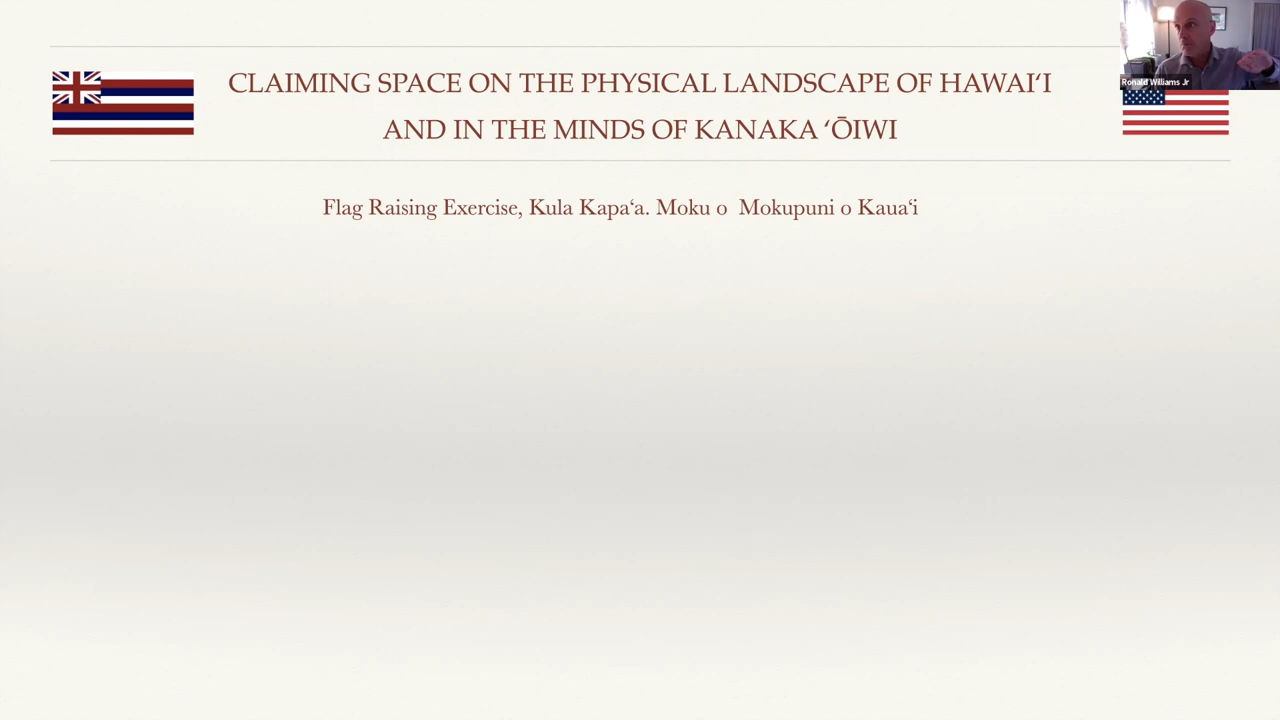 CLAIMING SPACE ON THE PHYSICAL LANDSCAPE OF HAWAIʻI
AND IN THE MINDS OF KANAKA ʻŌIWI
Ronald Williams Jr
Flag Raising Exercise, Kula Kapaʻa. Moku o  Mokupuni o Kauaʻi